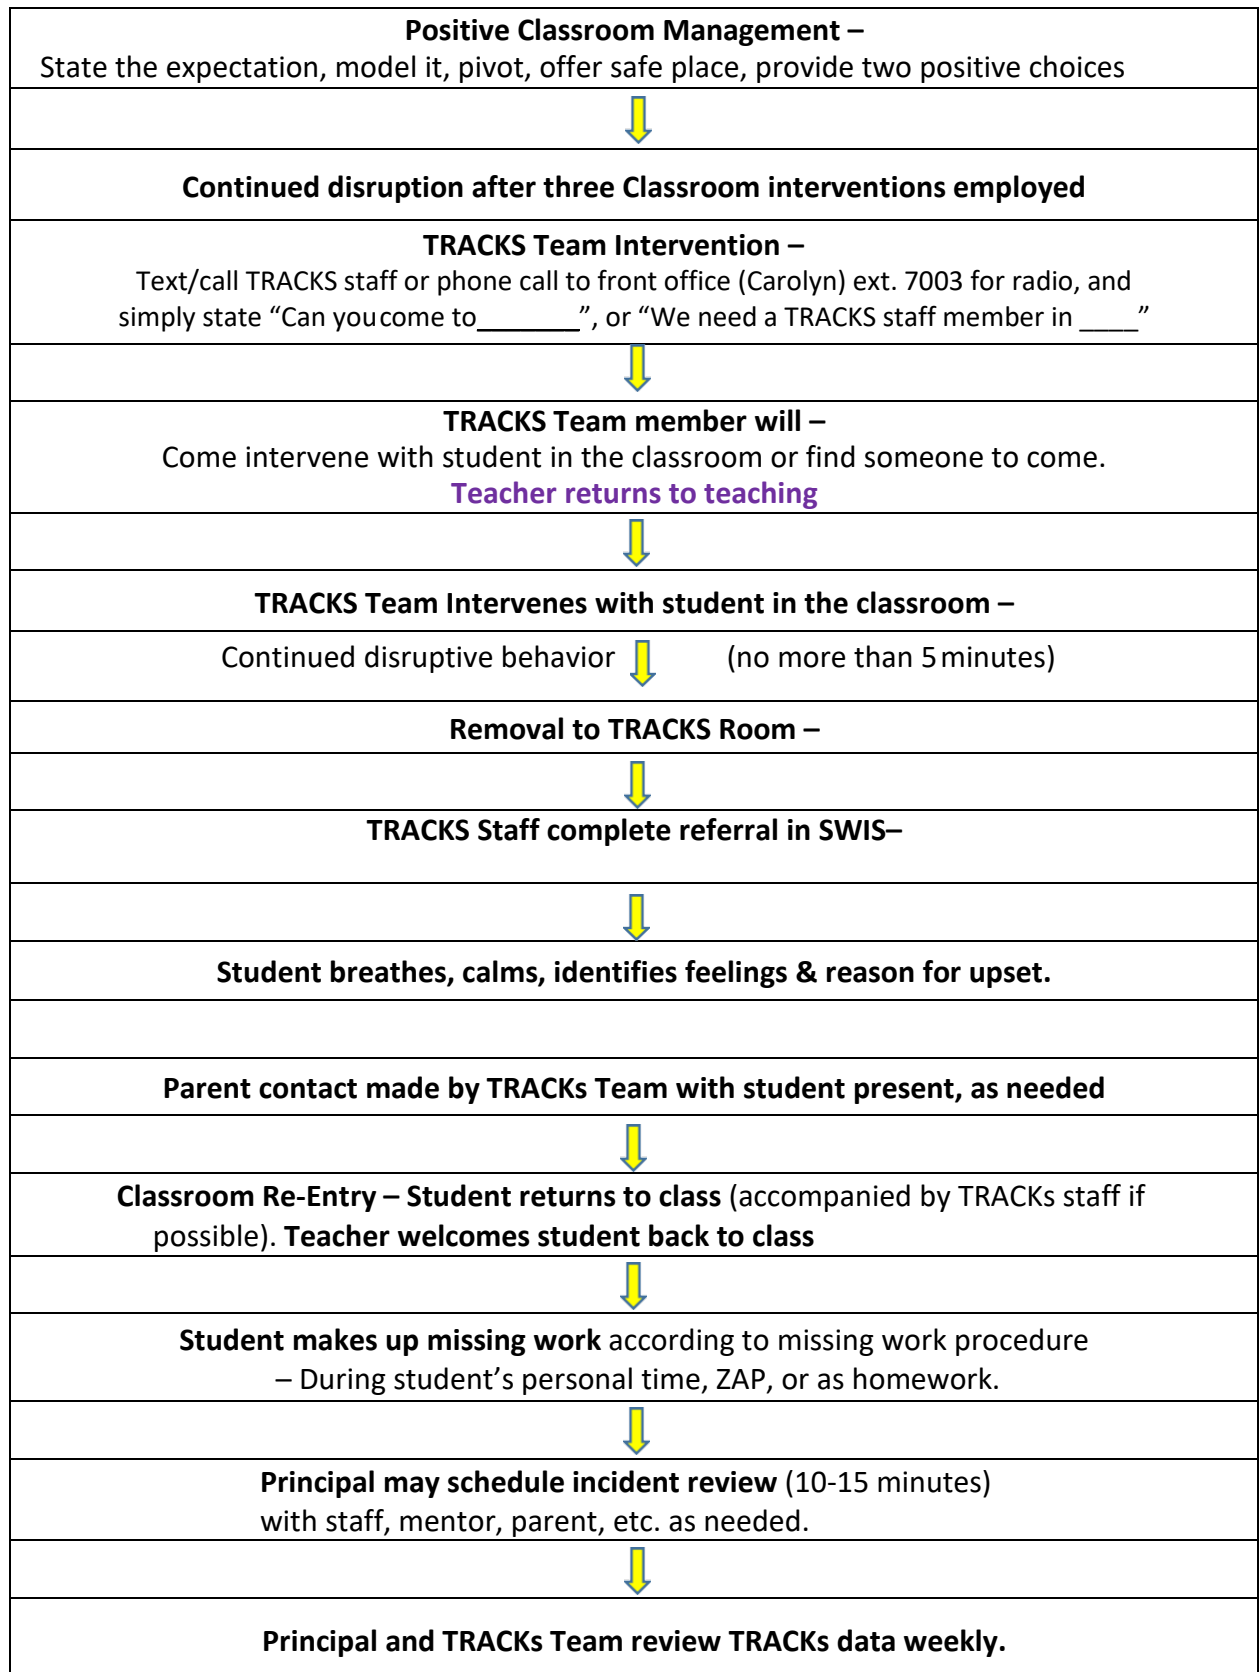 Positive Classroom Management –
State the expectation, model it, pivot, offer safe place, provide two positive choices
Continued disruption after three Classroom interventions employed
TRACKS Team Intervention –
Text/call TRACKS staff or phone call to front office (Carolyn) ext. 7003 for radio, and
simply state “Can youcome to_______”, or “We need a TRACKS staff member in ____”
TRACKS Team member will –
Come intervene with student in the classroom or find someone to come.
Teacher returns to teaching
TRACKS Team Intervenes with student in the classroom –
Continued disruptive behavior (no more than 5 minutes)
Removal to TRACKS Room –
TRACKS Staff complete referral in SWIS–
Student breathes, calms, identifies feelings & reason for upset.
Parent contact made by TRACKs Team with student present, as needed
Classroom Re-Entry – Student returns to class (accompanied by TRACKs staff if
possible). Teacher welcomes student back to class
Student makes up missing work according to missing work procedure
– During student’s personal time, ZAP, or as homework.
Principal may schedule incident review (10-15 minutes)
with staff, mentor, parent, etc. as needed.
Principal and TRACKs Team review TRACKs data weekly.